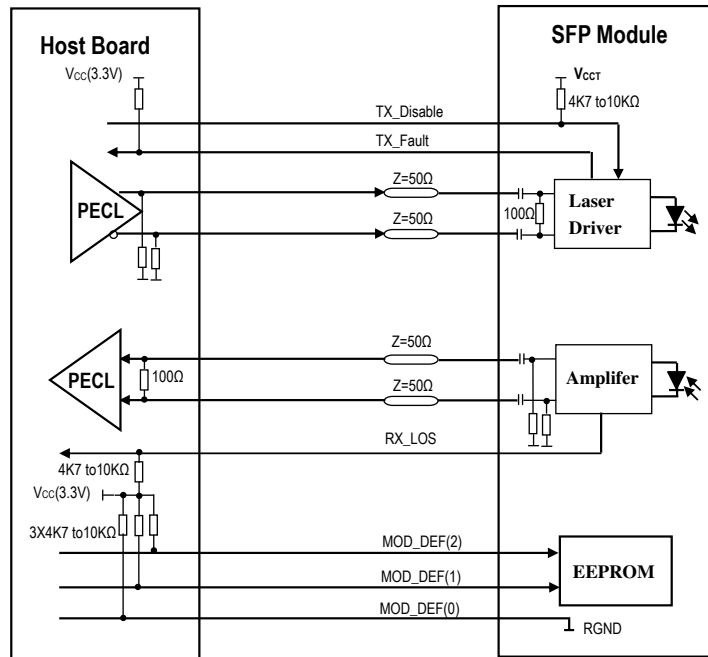 Host Board
SFP Module
Vcc(3.3V)
VCCT
4K7 to10KΩ
TX_Disable
TX_Fault
PECL
Z=50Ω
Z=50Ω
100Ω
Laser
Driver
Z=50Ω
Z=50Ω
PECL
100Ω
Amplifer
RX_LOS
4K7 to10KΩ
Vcc(3.3V)
3X4K7 to10KΩ
MOD_DEF(2)
MOD_DEF(1)
MOD_DEF(0)
EEPROM
RGND